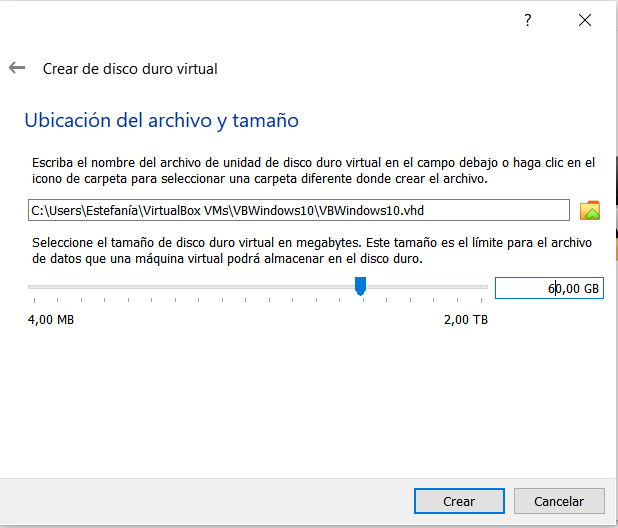 ?
Crear de disco duro virtual
Ubicación del archivo y tamaño
Escriba el nombre del archivo de unidad de disco duro virtual en el campo debajo o haga clic en el
icono de carpeta para seleccionar una carpeta diferente donde crear el archivo.
C:\Users\Estefanía\VirtualBox VMs\VBWindows10\VBWindows10.vhd
Seleccione el tamaño de disco duro virtual en megabytes. Este tamaño es el límite para el archivo
de datos que una máquina virtual podrá almacenar en el disco duro.
60,00 GB
4,00 MB 2,00 TB
Crear Cancelar